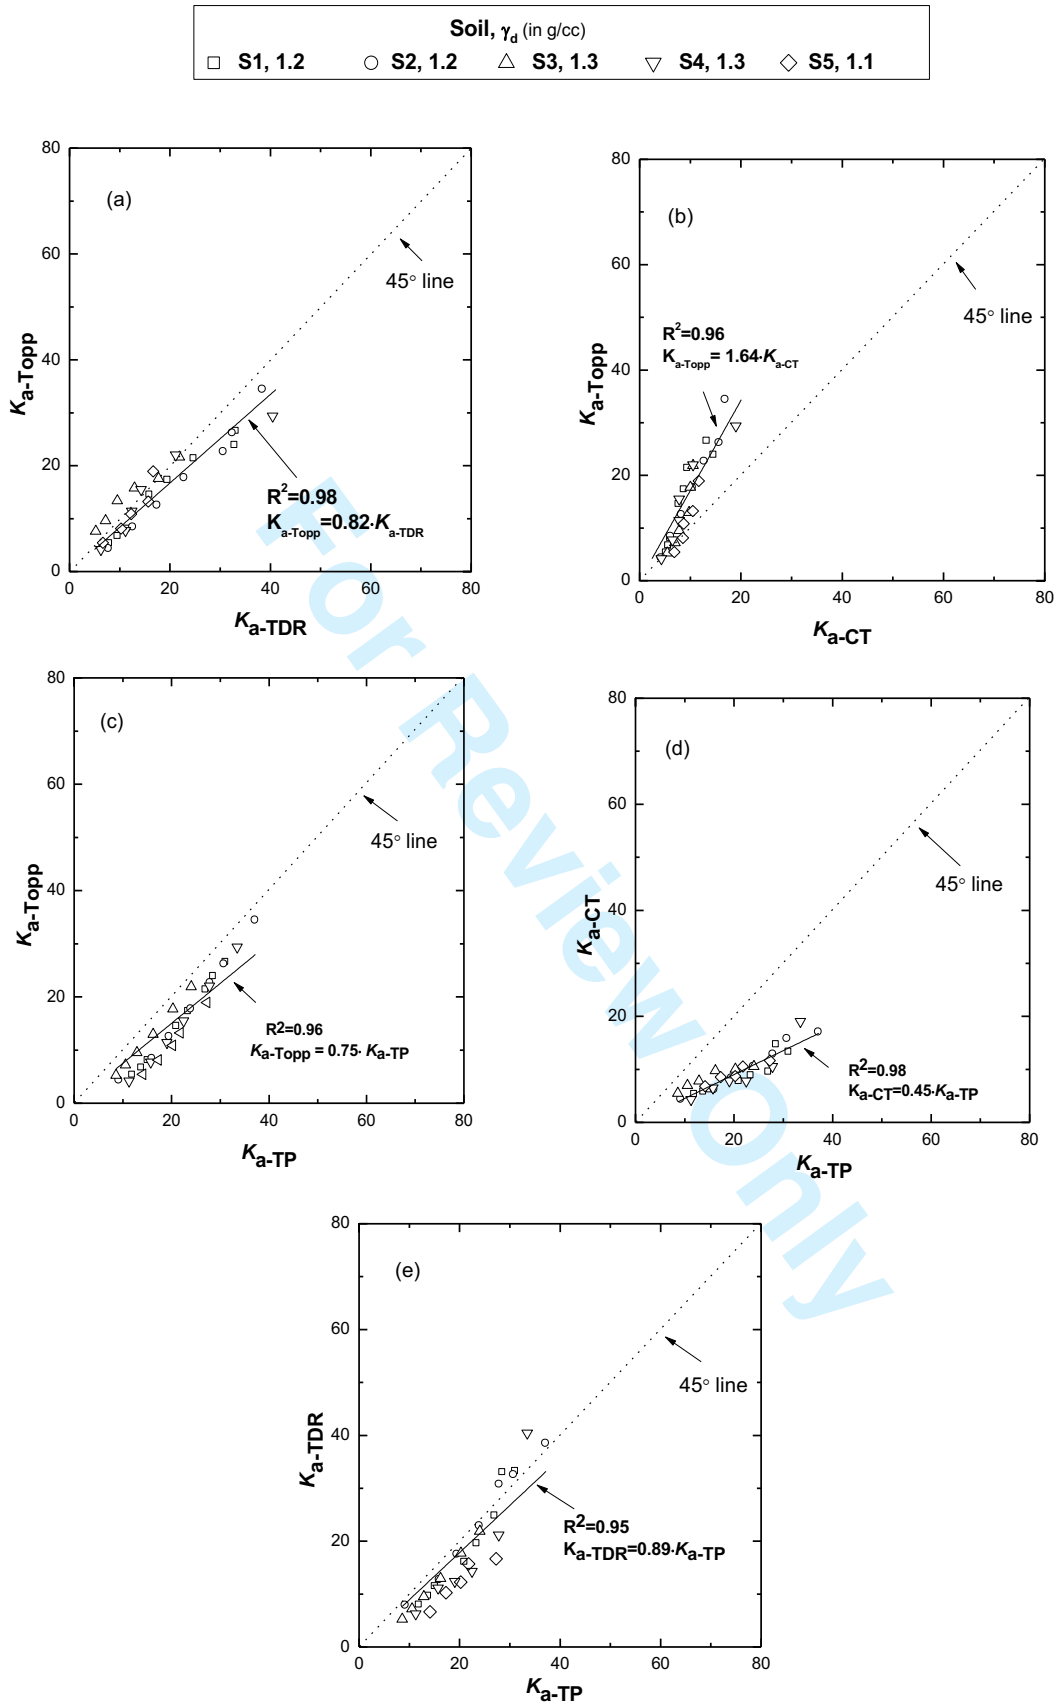 Soil, γd (in g/cc)
S1, 1.2 S2, 1.2 S3, 1.3 S4, 1.3 S5, 1.1
80
60
40
20
0
0 20 40 60 80
(a)
45° line
R²=0.98
Ka-Topp=0.82·Ka-TDR
Ka-Topp
Ka-TDR
80
60
40
20
0
0 20 40 60 80
(b)
45° line
R²=0.96
Ka-Topp= 1.64·Ka-CT
Ka-Topp
Ka-CT
80
60
40
20
0
0 20 40 60 80
(c)
45° line
R2=0.96
Ka-Topp = 0.75· Ka-TP
Ka-Topp
Ka-TP
80
60
40
20
0
0 20 40 60 80
(d)
45° line
R2=0.98
Ka-CT=0.45·Ka-TP
Ka-CT
Ka-TP
80
60
40
20
0
0 20 40 60 80
(e)
45° line
R2=0.95
Ka-TDR=0.89·Ka-TP
Ka-TDR
Ka-TP
For Review Only